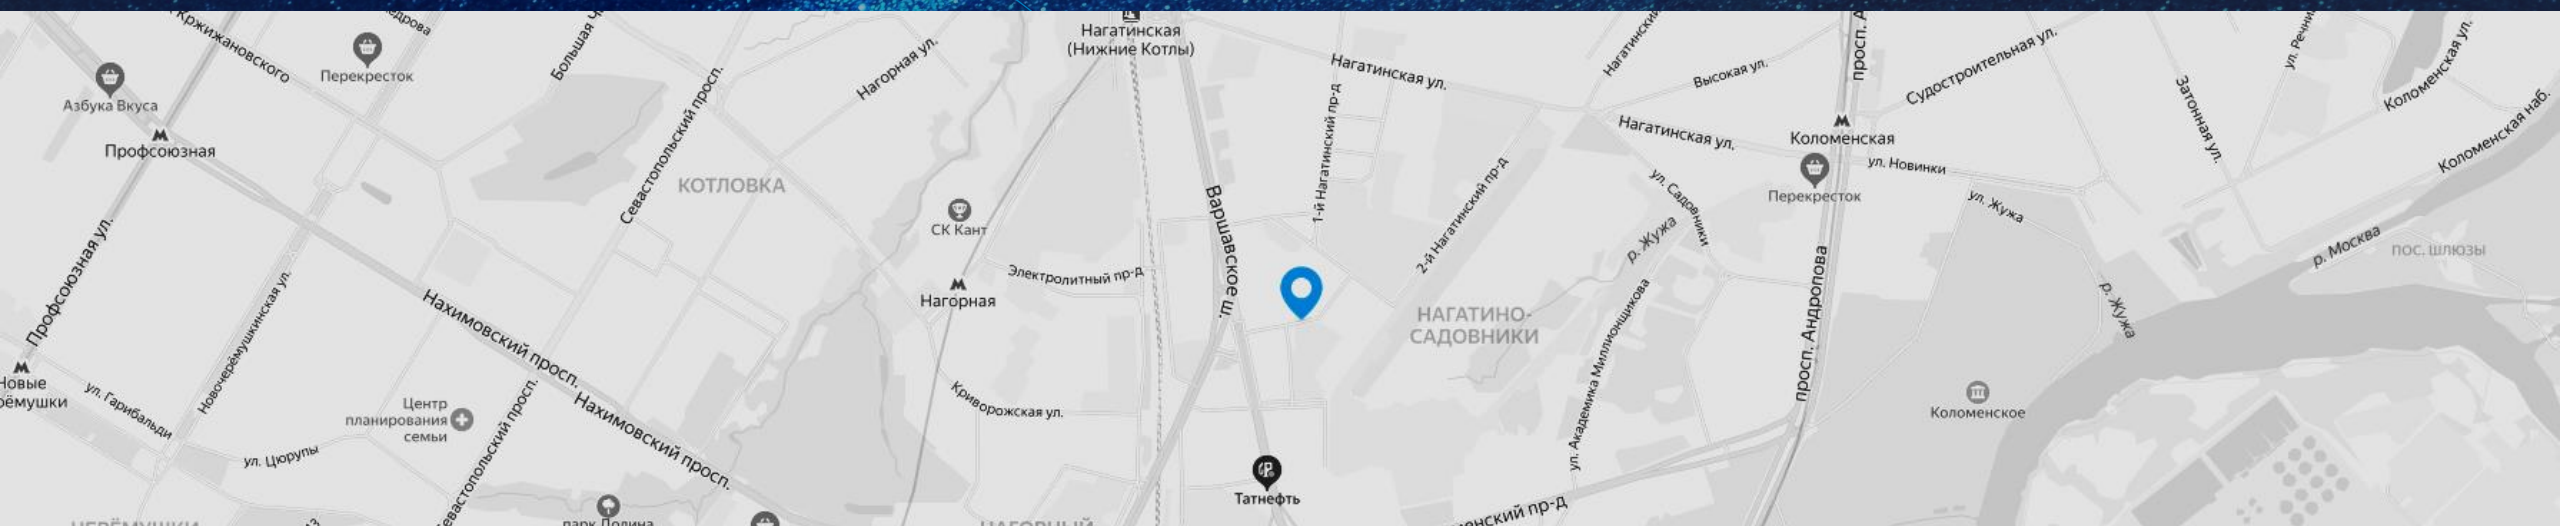 Кржижановского
Перекресток
Азбука Вкуса
Профсоюзная
Профсоюзная ул.
Новочерёмушкинская ул.
ул. Гарибальди
ул. Цюрупы
Центр
планирования
семьи
Нахимовский просп.
Нахимовский просп.
Севастопольский просп.
КОТЛОВКА
Нагорная ул.
Нагатинская
(Нижние Котлы)
СК Кант
Нагорная
Электролитный пр-д
Криворожская ул.
Варшавское ш.
Татнефть
Нагатинская ул.
1-й Нагатинский пр-д
2-й Нагатинский пр-д
НАГАТИНО-
САДОВНИКИ
Высокая ул.
Нагатинская ул.
ул. Садовники
р. Жужа
ул. Академика Миллионщикова
Коломенская
Перекресток
просп. Андропова
Судостроительная ул.
ул. Новинки
ул. Жужа
р. Жужа
Коломенское
Затонная ул.
Коломенская ул.
Коломенская наб.
р. Москва
пос. шлюзы